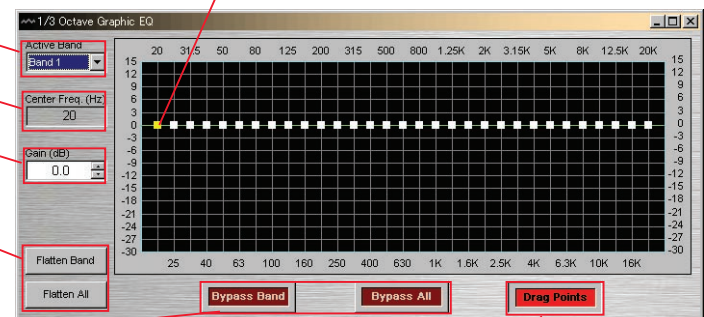 1/3 Octave Graphic EQ
Active Band
Band 1
Center Freq. (Hz)
20
Gain (dB)
0.0
Flatten Band
Flatten All
20 31.5 50 80 125 200 315 500 800 1.25K 2K 3.15K 5K 8K 12.5K 20K
15 15
12 12
9 9
6 6
3 3
0 0
-3 -3
-6 -6
-9 -9
-12 -12
-15 -15
-18 -18
-21 -21
-24 -24
-27 -27
-30 -30
25 40 63 100 160 250 400 630 1K 1.6K 2.5K 4K 6.3K 10K 16K
Bypass Band Bypass All Drag Points